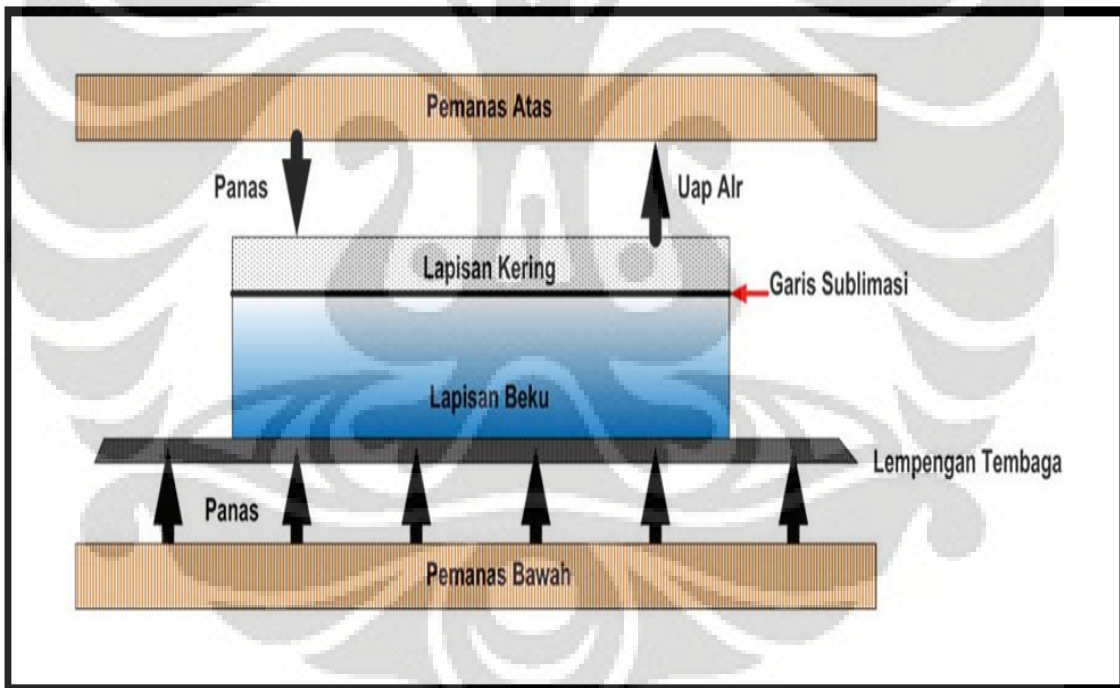 Pemanas Atas
Panas
Uap AIr
Lapisan Kering
Garis Sublimasi
Lapisan Beku
Lempengan Tembaga
Panas
Pemanas Bawah